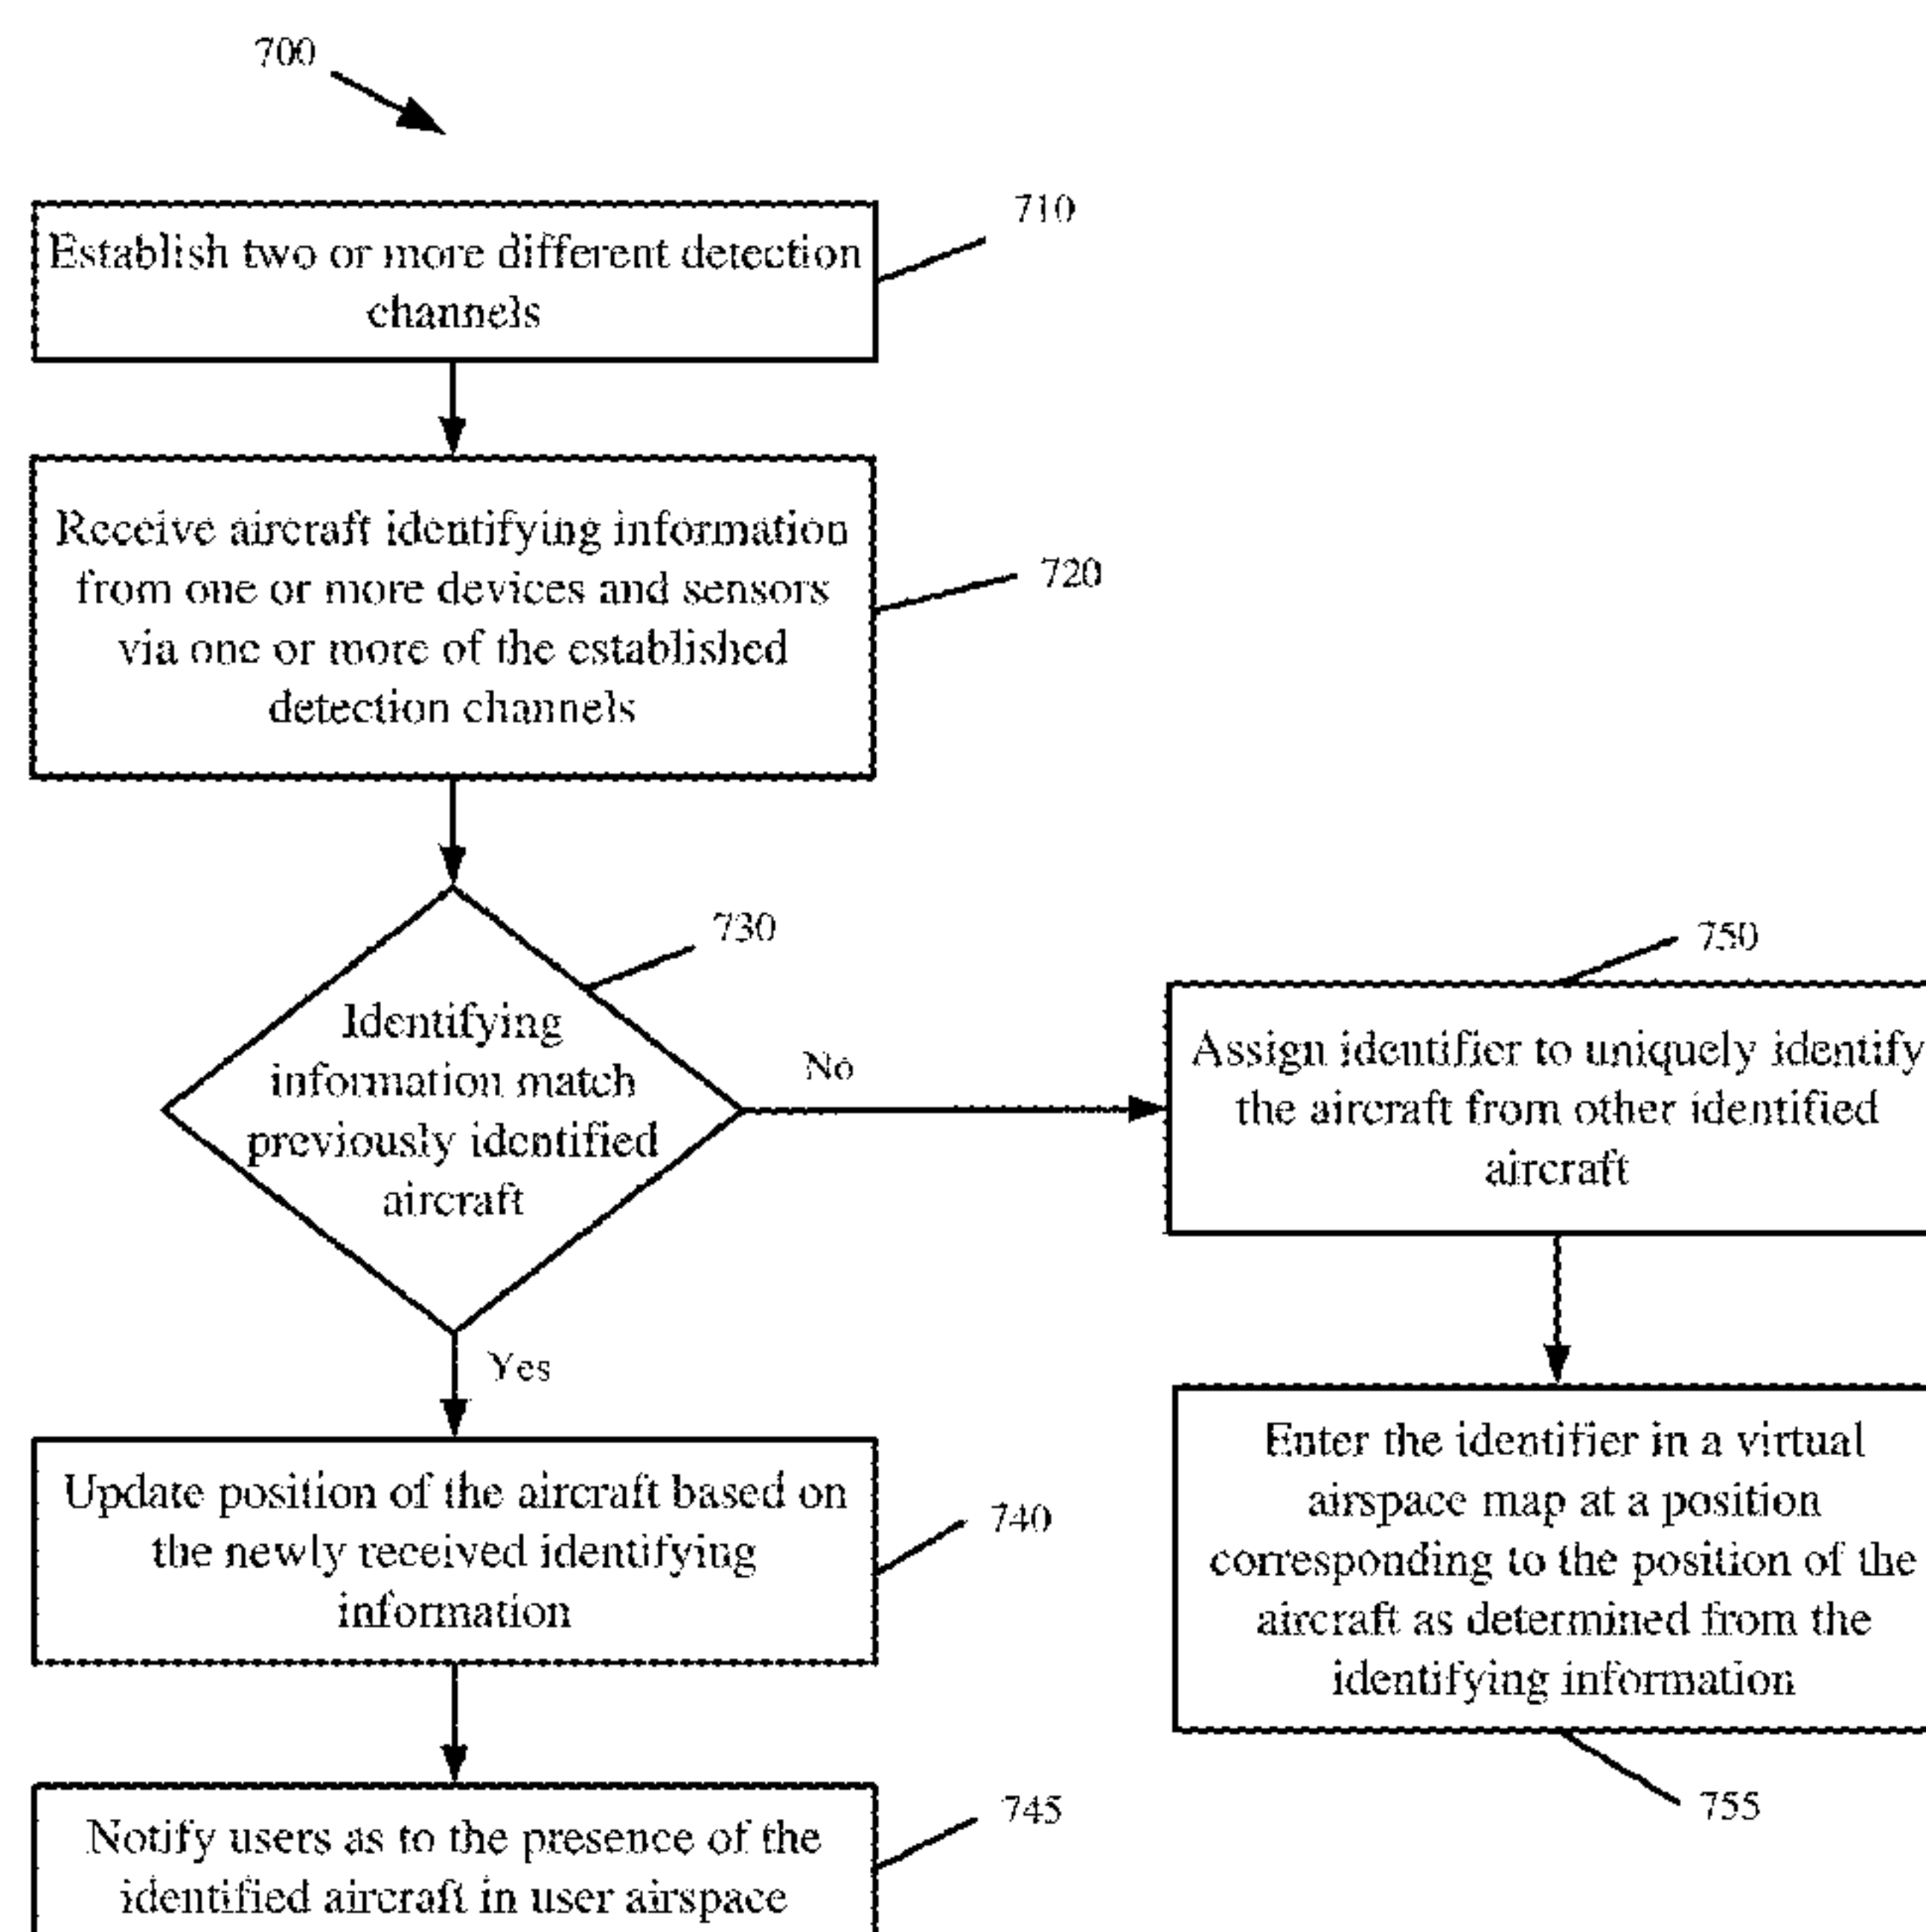 700
710
Establish two or more different detection
channels
Receive aircraft identifying information
from one or more devices and sensors
via one or more of the established
detection channels
720
730
Identifying
information match
previously identified
aircraft
No
Yes
750
Assign identifier to uniquely identify
the aircraft from other identified
aircraft
Enter the identifier in a virtual
airspace map at a position
corresponding to the position of the
aircraft as determined from the
identifying information
755
Update position of the aircraft based on
the newly received identifying
information
740
Notify users as to the presence of the
identified aircraft in user airspace
745